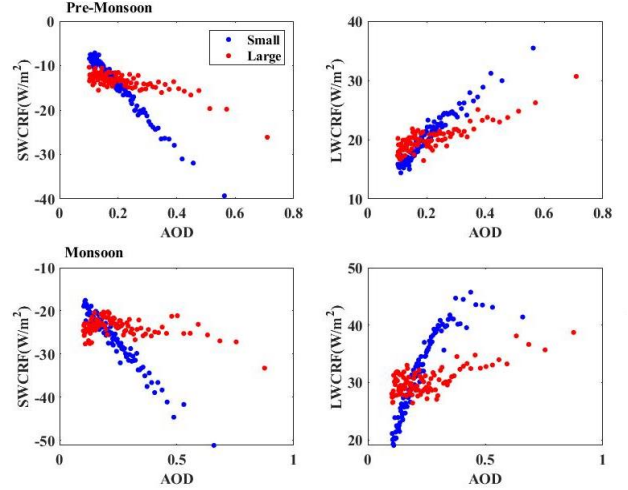 Pre-Monsoon
0
-10
-20
-30
-40
SWCRF(W/m²)
0 0.2 0.4 0.6 0.8
AOD
Small
Large
40
30
20
10
LWCRF(W/m²)
0 0.2 0.4 0.6 0.8
AOD
Monsoon
-10
-20
-30
-40
-50
SWCRF(W/m²)
0 0.5 1
AOD
50
40
30
20
LWCRF(W/m²)
0 0.5 1
AOD